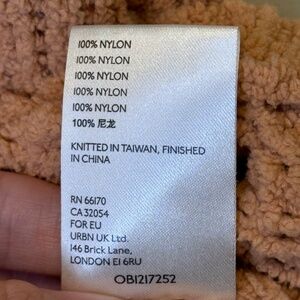 100% NYLON
100% NYLON
100% NYLON
100% NYLON
100% NYLON
100% 尼龙
KNITTED IN TAIWAN, FINISHED
IN CHINA
RN 66170
CA 32054
FOR EU
URBN UK Ltd.
146 Brick Lane,
LONDON E1 6RU
OB1217252